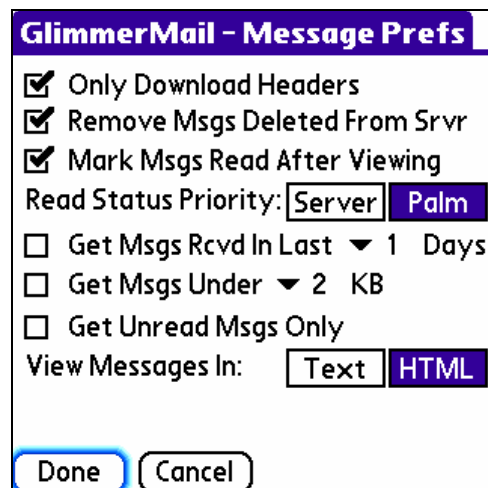 GlimmerMail - Message Prefs
Only Download Headers
Remove Msgs Deleted From Srvr
Mark Msgs Read After Viewing
Read Status Priority: Server Palm
Get Msgs Rcvd In Last 1 Days
Get Msgs Under 2 KB
Get Unread Msgs Only
View Messages In: Text HTML
Done Cancel